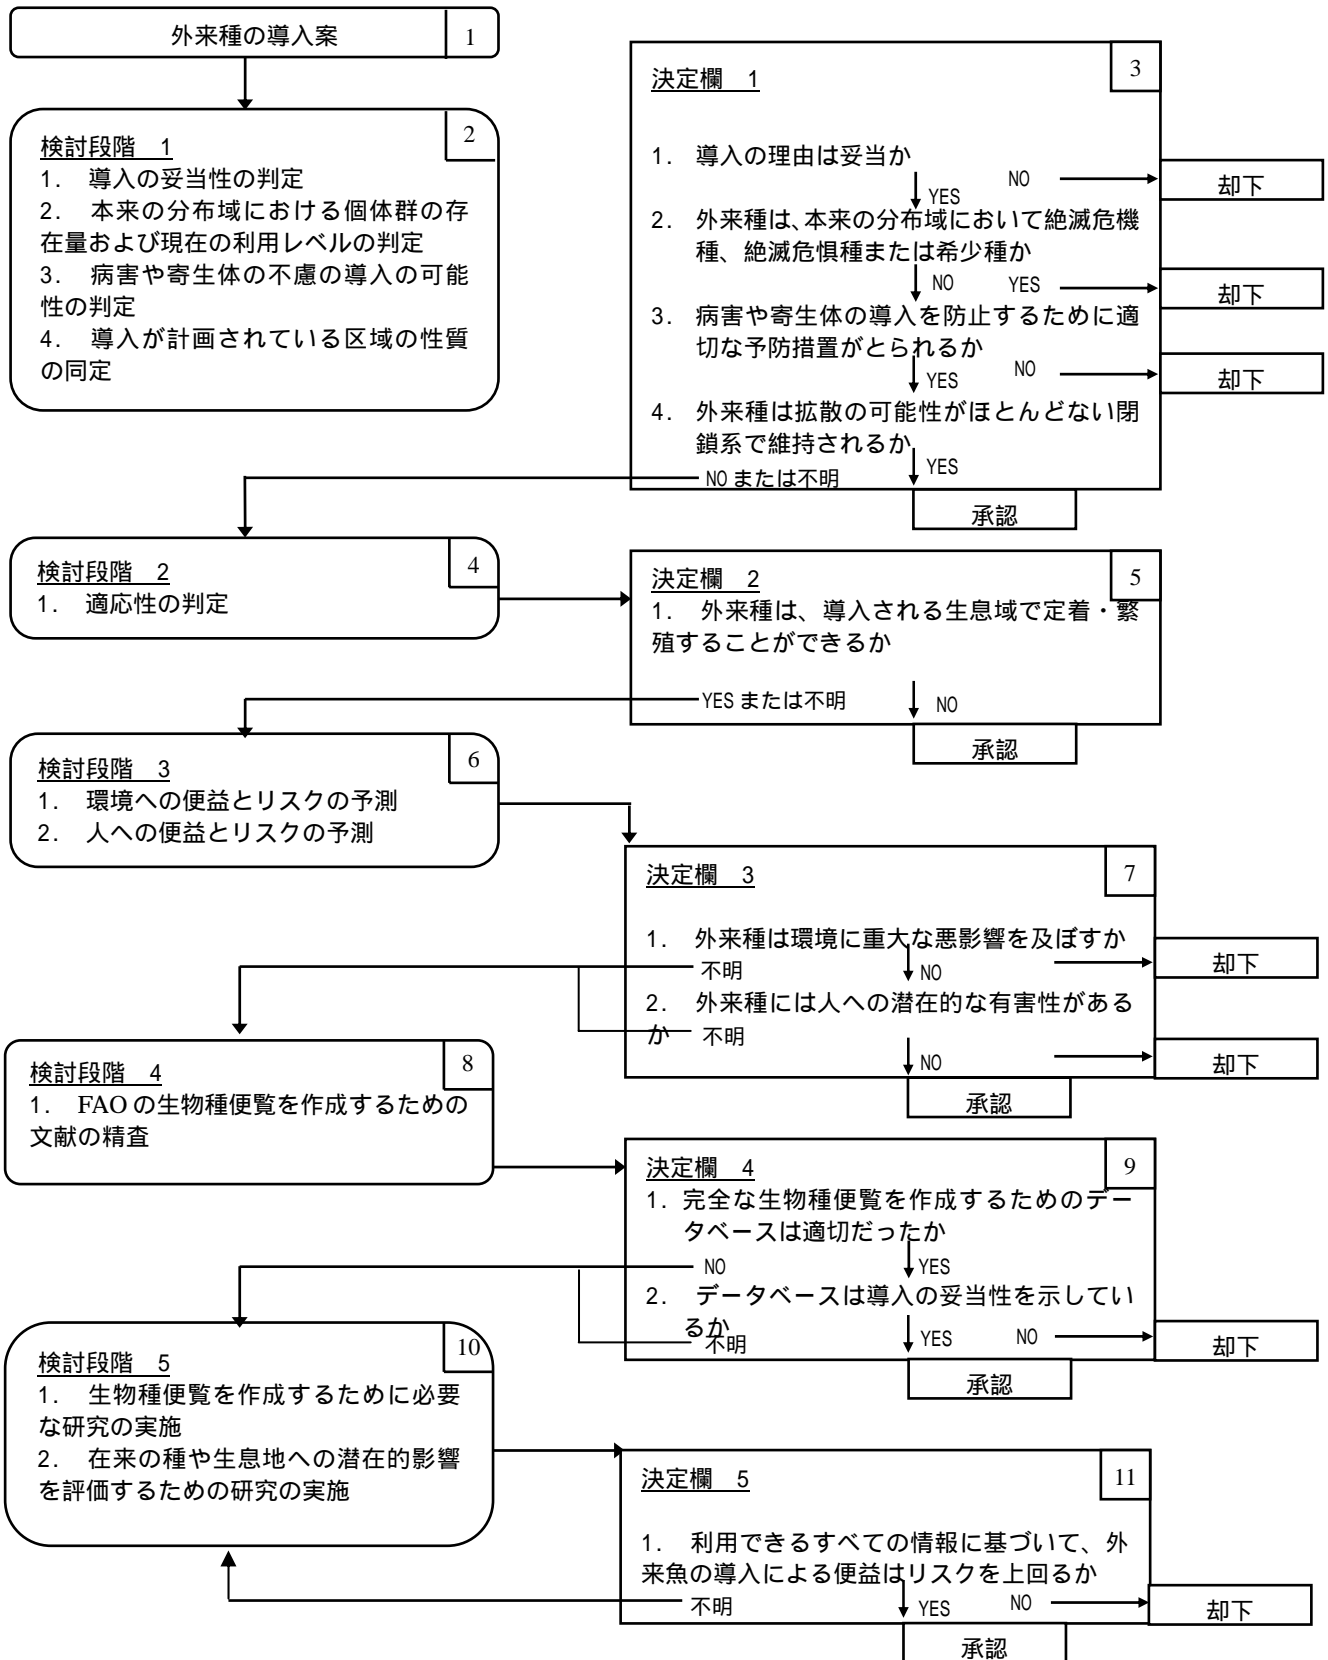 外来種の導入案
1
検討段階 1
2
1. 導入の妥当性の判定
2. 本来の分布域における個体群の存
在量および現在の利用レベルの判定
3. 病害や寄生体の不慮の導入の可能
性の判定
4. 導入が計画されている区域の性質
の同定
決定欄 1
3
1. 導入の理由は妥当か
YES
NO
却下
2. 外来種は、本来の分布域において絶滅危機
種、絶滅危惧種または希少種か
NO
YES
却下
3. 病害や寄生体の導入を防止するために適
切な予防措置がとられるか
YES
NO
却下
4. 外来種は拡散の可能性がほとんどない閉
鎖系で維持されるか
NO または不明
YES
承認
検討段階 2
4
1. 適応性の判定
決定欄 2
5
1. 外来種は、導入される生息域で定着・繁
殖することができるか
YES または不明
NO
承認
検討段階 3
6
1. 環境への便益とリスクの予測
2. 人への便益とリスクの予測
決定欄 3
7
1. 外来種は環境に重大な悪影響を及ぼすか
不明
NO
却下
2. 外来種には人への潜在的な有害性がある
か
不明
NO
却下
承認
検討段階 4
8
1. FAO の生物種便覧を作成するための
文献の精査
決定欄 4
9
1. 完全な生物種便覧を作成するためのデー
タベースは適切だったか
NO
YES
2. データベースは導入の妥当性を示してい
るか
不明
YES
NO
却下
承認
検討段階 5
10
1. 生物種便覧を作成するために必要
な研究の実施
2. 在来の種や生息地への潜在的影響
を評価するための研究の実施
決定欄 5
11
1. 利用できるすべての情報に基づいて、外
来魚の導入による便益はリスクを上回るか
不明
YES
NO
却下
承認